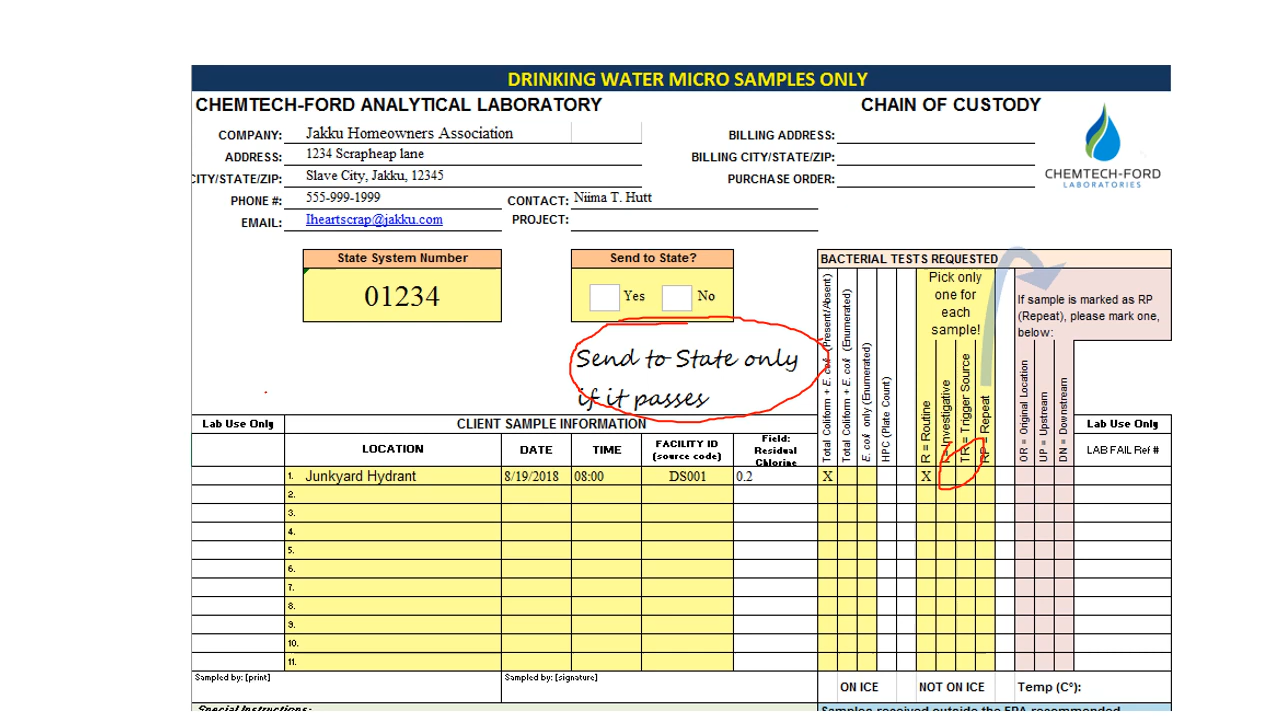 DRINKING WATER MICRO SAMPLES ONLY
CHEMTECH-FORD ANALYTICAL LABORATORY CHAIN OF CUSTODY
COMPANY: Jakku Homeowners Association BILLING ADDRESS:
ADDRESS: 1234 Scrapheap lane BILLING CITY/STATE/ZIP:
CITY/STATE/ZIP: Slave City, Jakku, 12345 PURCHASE ORDER:
CHEMTECH-FORD
LABORATORIES
PHONE #: 555-999-1999 CONTACT: Niima T. Hutt
EMAIL: Iheartscrap@jakku.com PROJECT:
State System Number Send to State? BACTERIAL TESTS REQUESTED
01234 Yes No
Pick only
one for
each
sample!
If sample is marked as RP
(Repeat), please mark one,
below:
Send to State only
if it passes
Total Coliform + E. coli (Present/Absent)
Total Coliform + E. coli (Enumerated)
E. coli only (Enumerated)
HPC (Plate Count)
R = Routine
I = Investigative
TR = Trigger Source
RP = Repeat
OR = Original Location
UP = Upstream
DN = Downstream
Lab Use Only CLIENT SAMPLE INFORMATION Lab Use Only
LOCATION DATE TIME FACILITY ID (source code) Field: Residual Chlorine LAB FAIL Ref #
1. Junkyard Hydrant 8/19/2018 08:00 DS001 0.2 X X
2.
3.
4.
5.
6.
7.
8.
9.
10.
11.
Sampled by: [print] Sampled by: [signature]
ON ICE NOT ON ICE Temp (C°):
Special Instructions: Samples received outside the EPA recommended